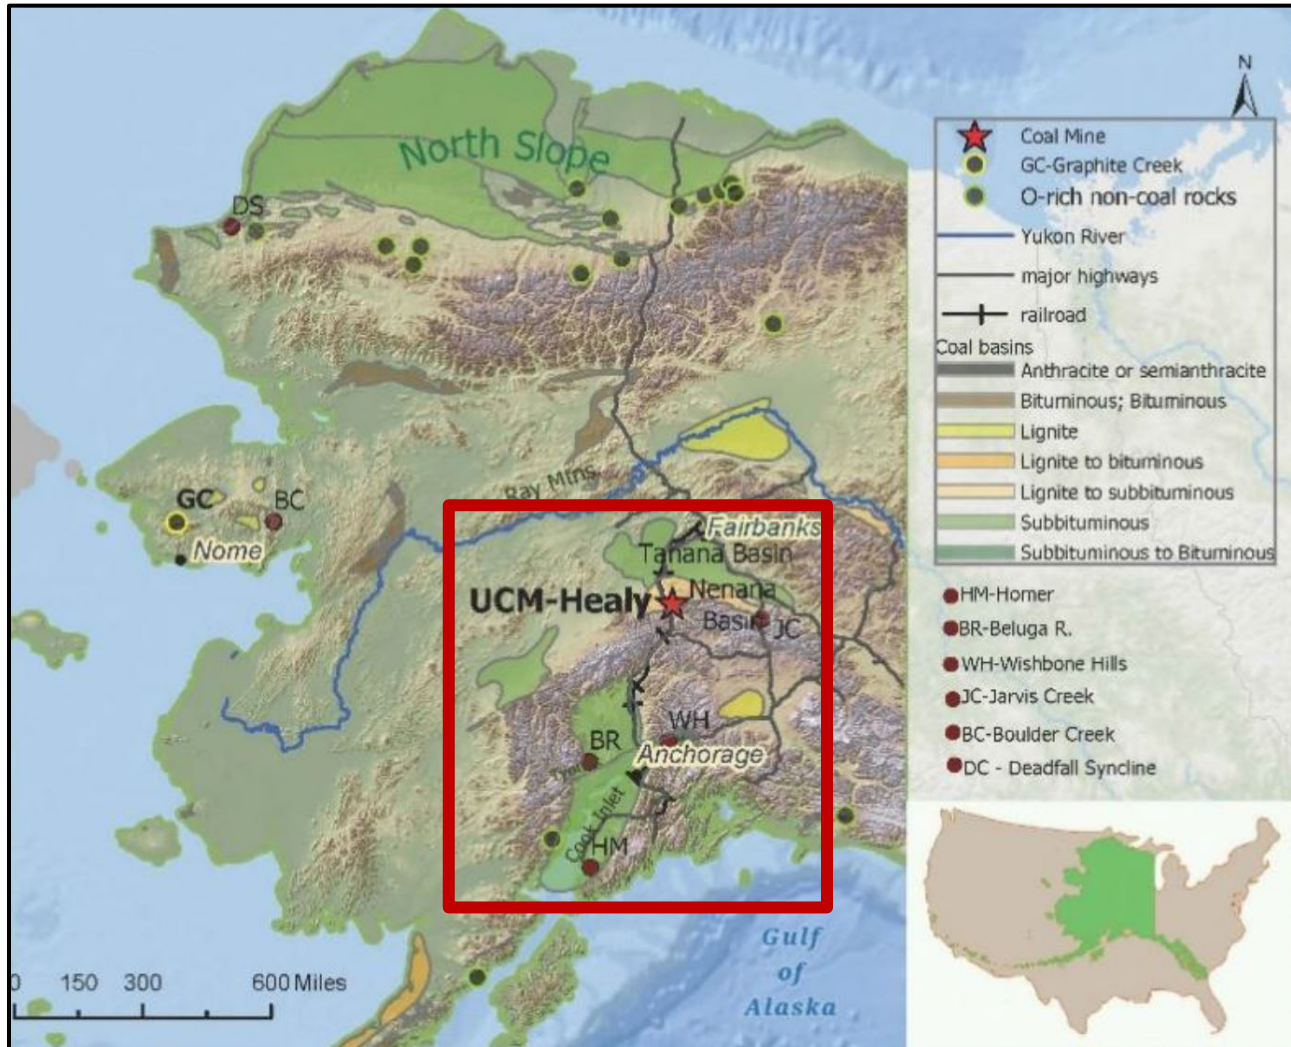 North Slope
DS
GC
BC
Nome
Ray Mtns
Fairbanks
Tanana Basin
UCM-Healy
Nenana
Basin
JC
BR
WH
Anchorage
Cook Inlet
HM
Gulf
of
Alaska
0 150 300 600 Miles
N
Coal Mine
GC-Graphite Creek
O-rich non-coal rocks
Yukon River
major highways
railroad
Coal basins
Anthracite or semianthracite
Bituminous; Bituminous
Lignite
Lignite to bituminous
Lignite to subbituminous
Subbituminous
Subbituminous to Bituminous
HM-Homer
BR-Beluga R.
WH-Wishbone Hills
JC-Jarvis Creek
BC-Boulder Creek
DC - Deadfall Syncline